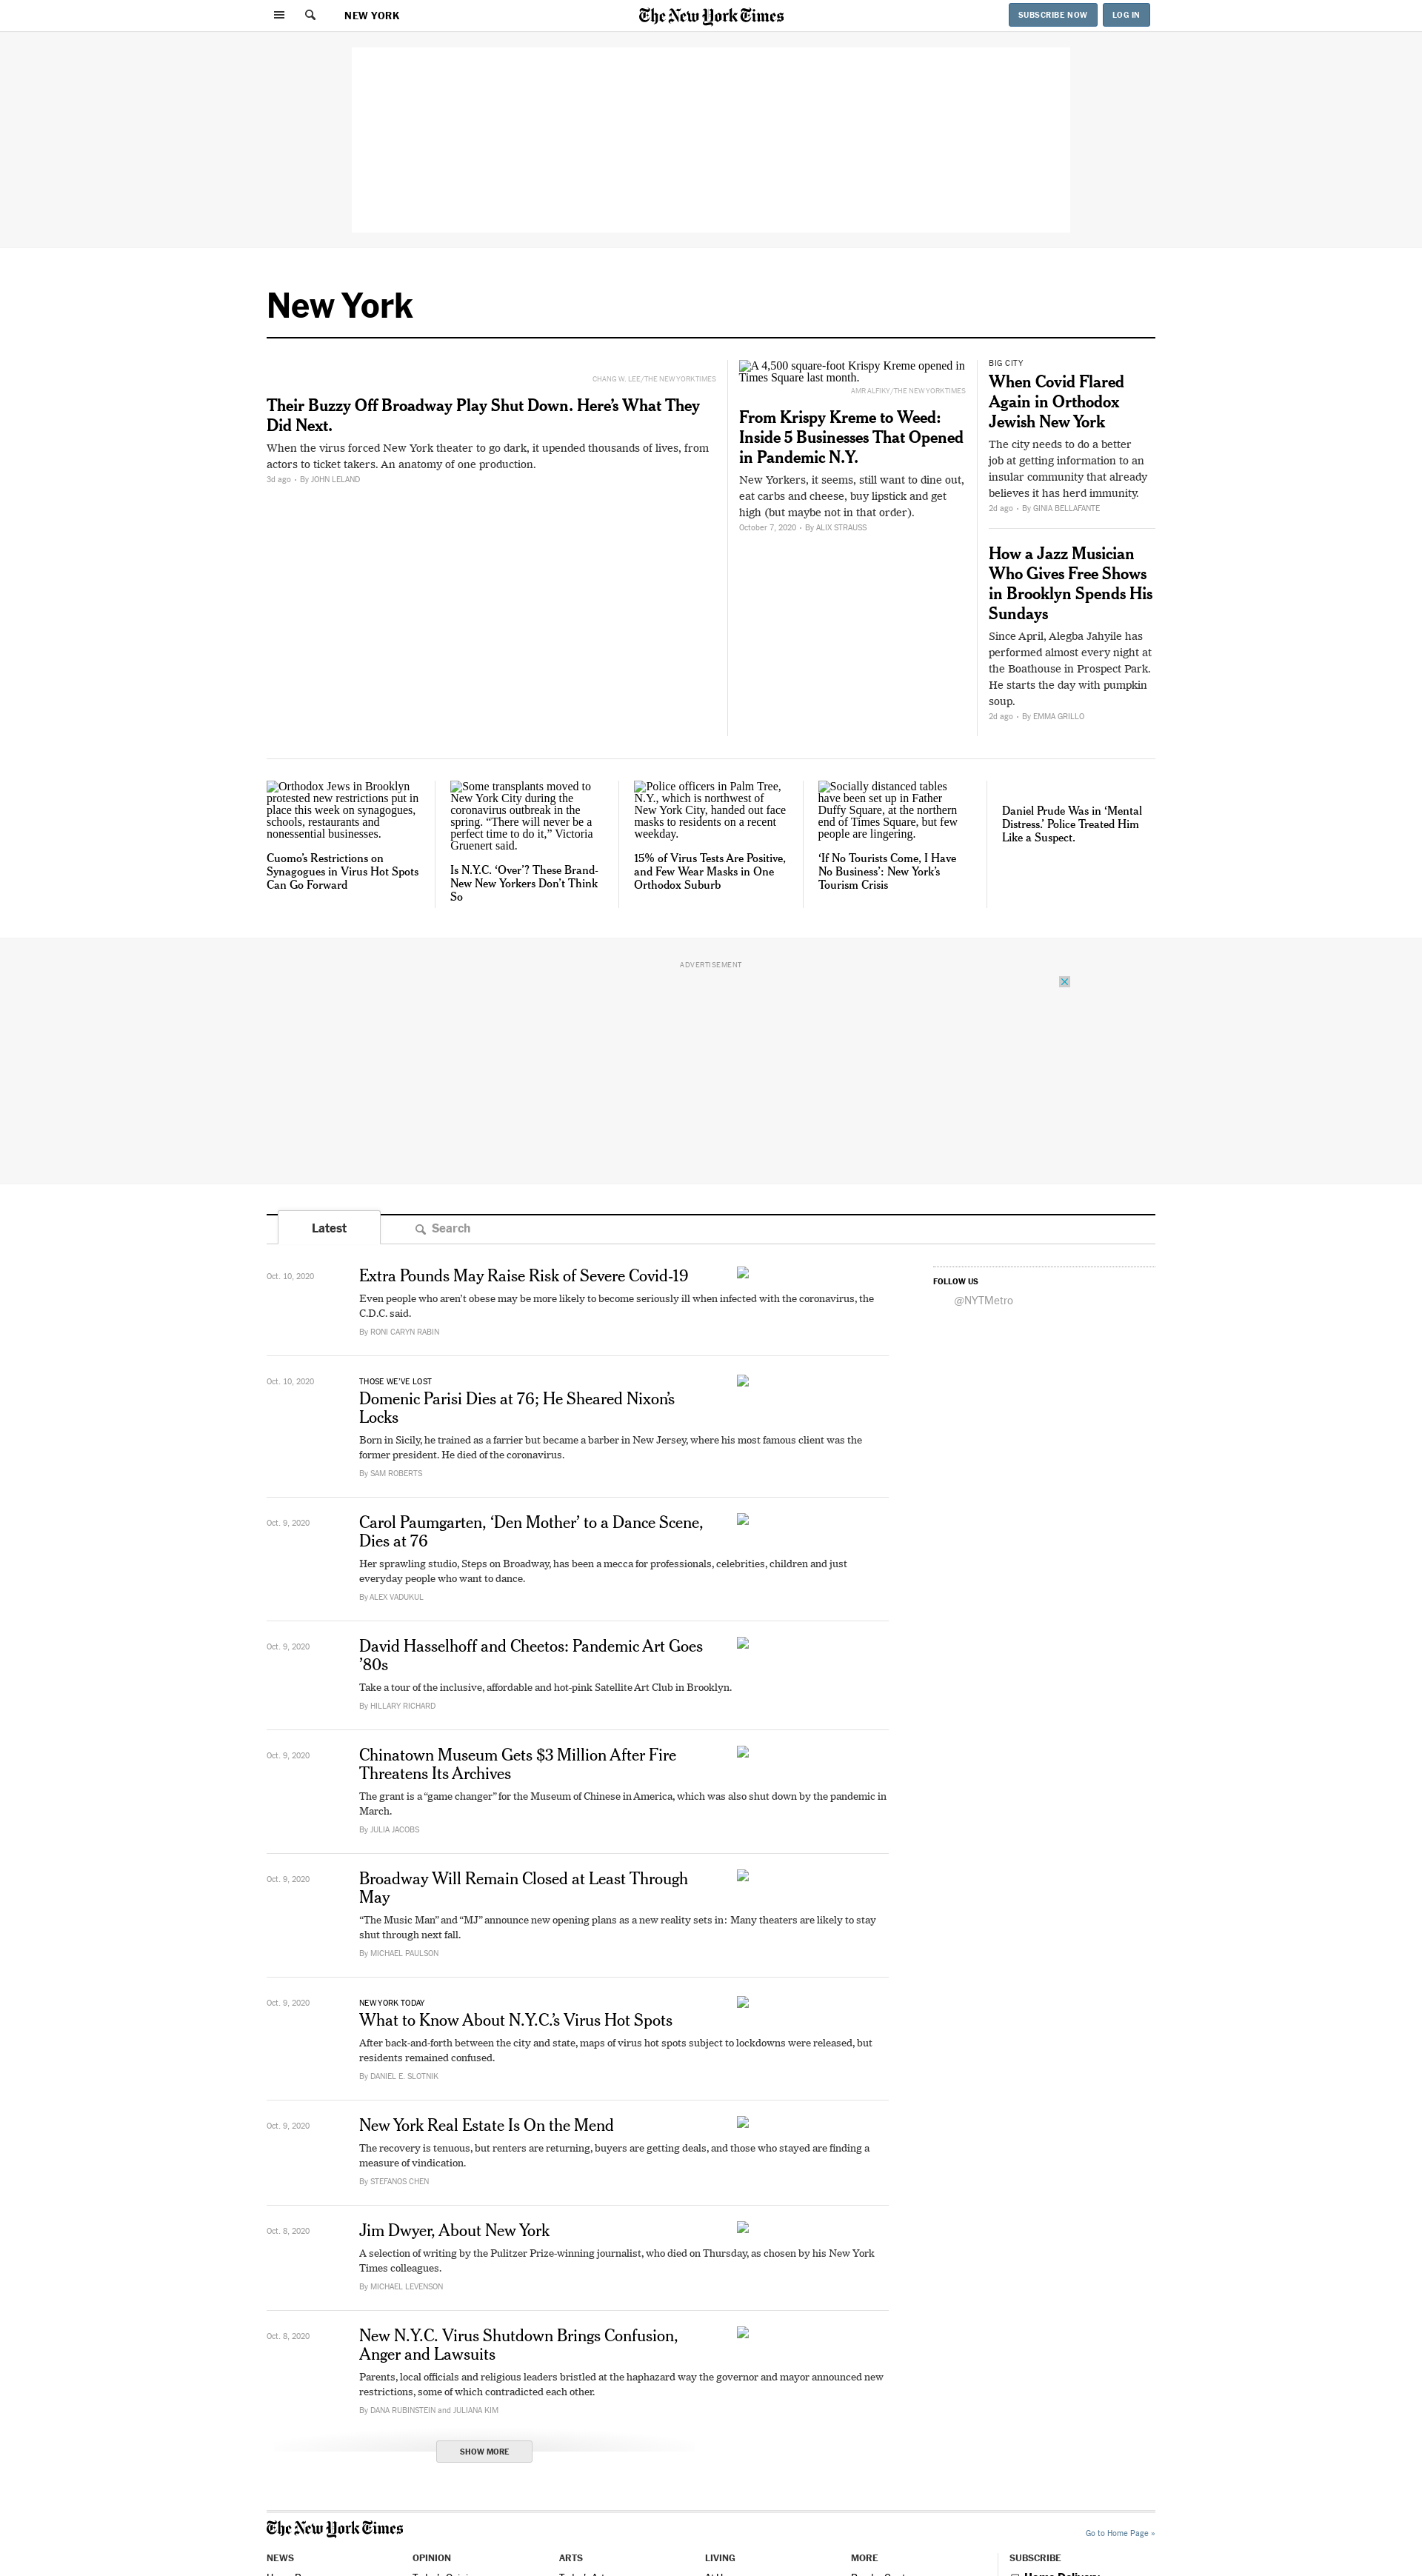 NEW YORK
The New York Times
SUBSCRIBE NOW
LOG IN
New York
CHANG W. LEE/THE NEW YORK TIMES
Their Buzzy Off Broadway Play Shut Down. Here’s What They
Did Next.
When the virus forced New York theater to go dark, it upended thousands of lives, from
actors to ticket takers. An anatomy of one production.
3d ago • By JOHN LELAND
A 4,500 square-foot Krispy Kreme opened in
Times Square last month.
AMR ALFIKY/THE NEW YORK TIMES
From Krispy Kreme to Weed:
Inside 5 Businesses That Opened
in Pandemic N.Y.
New Yorkers, it seems, still want to dine out,
eat carbs and cheese, buy lipstick and get
high (but maybe not in that order).
October 7, 2020 • By ALIX STRAUSS
BIG CITY
When Covid Flared
Again in Orthodox
Jewish New York
The city needs to do a better
job at getting information to an
insular community that already
believes it has herd immunity.
2d ago • By GINIA BELLAFANTE
How a Jazz Musician
Who Gives Free Shows
in Brooklyn Spends His
Sundays
Since April, Alegba Jahyile has
performed almost every night at
the Boathouse in Prospect Park.
He starts the day with pumpkin
soup.
2d ago • By EMMA GRILLO
Orthodox Jews in Brooklyn
protested new restrictions put in
place this week on synagogues,
schools, restaurants and
nonessential businesses.
Cuomo’s Restrictions on
Synagogues in Virus Hot Spots
Can Go Forward
Some transplants moved to
New York City during the
coronavirus outbreak in the
spring. “There will never be a
perfect time to do it,” Victoria
Gruenert said.
Is N.Y.C. ‘Over’? These Brand-
New New Yorkers Don’t Think
So
Police officers in Palm Tree,
N.Y., which is northwest of
New York City, handed out face
masks to residents on a recent
weekday.
15% of Virus Tests Are Positive,
and Few Wear Masks in One
Orthodox Suburb
Socially distanced tables
have been set up in Father
Duffy Square, at the northern
end of Times Square, but few
people are lingering.
‘If No Tourists Come, I Have
No Business’: New York’s
Tourism Crisis
Daniel Prude Was in ‘Mental
Distress.’ Police Treated Him
Like a Suspect.
ADVERTISEMENT
Latest
Search
Oct. 10, 2020
Extra Pounds May Raise Risk of Severe Covid-19
Even people who aren’t obese may be more likely to become seriously ill when infected with the coronavirus, the
C.D.C. said.
By RONI CARYN RABIN
FOLLOW US
@NYTMetro
Oct. 10, 2020
THOSE WE’VE LOST
Domenic Parisi Dies at 76; He Sheared Nixon’s
Locks
Born in Sicily, he trained as a farrier but became a barber in New Jersey, where his most famous client was the
former president. He died of the coronavirus.
By SAM ROBERTS
Oct. 9, 2020
Carol Paumgarten, ‘Den Mother’ to a Dance Scene,
Dies at 76
Her sprawling studio, Steps on Broadway, has been a mecca for professionals, celebrities, children and just
everyday people who want to dance.
By ALEX VADUKUL
Oct. 9, 2020
David Hasselhoff and Cheetos: Pandemic Art Goes
’80s
Take a tour of the inclusive, affordable and hot-pink Satellite Art Club in Brooklyn.
By HILLARY RICHARD
Oct. 9, 2020
Chinatown Museum Gets $3 Million After Fire
Threatens Its Archives
The grant is a “game changer” for the Museum of Chinese in America, which was also shut down by the pandemic in
March.
By JULIA JACOBS
Oct. 9, 2020
Broadway Will Remain Closed at Least Through
May
“The Music Man” and “MJ” announce new opening plans as a new reality sets in: Many theaters are likely to stay
shut through next fall.
By MICHAEL PAULSON
Oct. 9, 2020
NEW YORK TODAY
What to Know About N.Y.C.’s Virus Hot Spots
After back-and-forth between the city and state, maps of virus hot spots subject to lockdowns were released, but
residents remained confused.
By DANIEL E. SLOTNIK
Oct. 9, 2020
New York Real Estate Is On the Mend
The recovery is tenuous, but renters are returning, buyers are getting deals, and those who stayed are finding a
measure of vindication.
By STEFANOS CHEN
Oct. 8, 2020
Jim Dwyer, About New York
A selection of writing by the Pulitzer Prize-winning journalist, who died on Thursday, as chosen by his New York
Times colleagues.
By MICHAEL LEVENSON
Oct. 8, 2020
New N.Y.C. Virus Shutdown Brings Confusion,
Anger and Lawsuits
Parents, local officials and religious leaders bristled at the haphazard way the governor and mayor announced new
restrictions, some of which contradicted each other.
By DANA RUBINSTEIN and JULIANA KIM
SHOW MORE
The New York Times
Go to Home Page »
NEWS
OPINION
ARTS
LIVING
MORE
SUBSCRIBE
Home Delivery